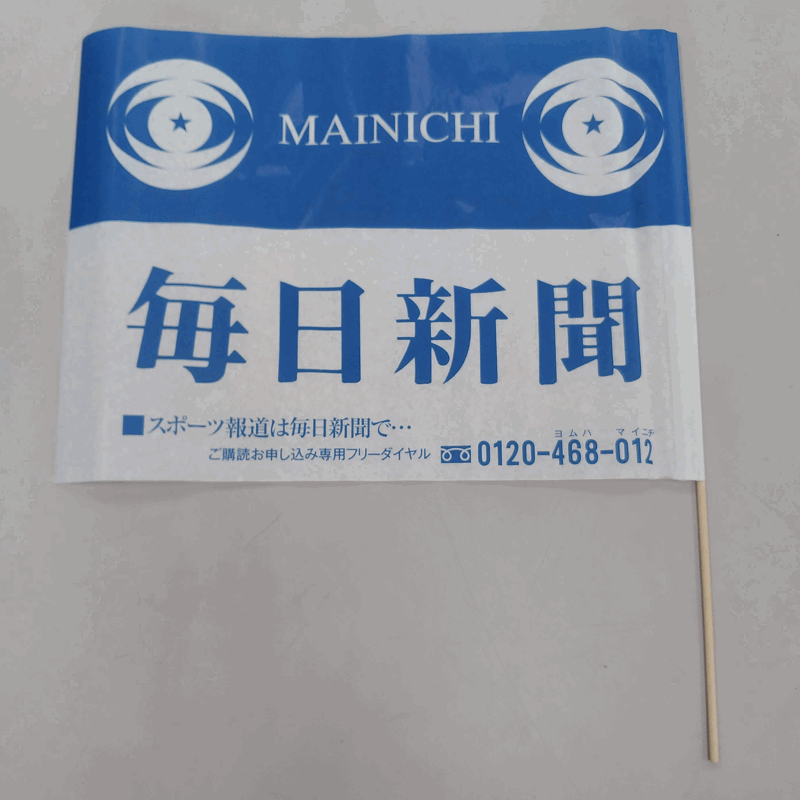 MAINICHI
毎日新聞
■スポーツ報道は毎日新聞で…
ヨムハ マイニチ
ご購読お申し込み専用フリーダイヤル 0120-468-012